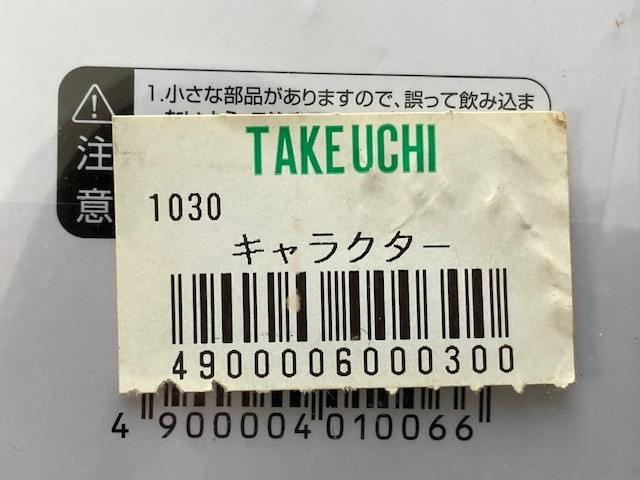 1.小さな部品がありますので、誤って飲み込ま
注
意
TAKEUCHI
1030
キャラクター
4900006000300
4 900004 010066